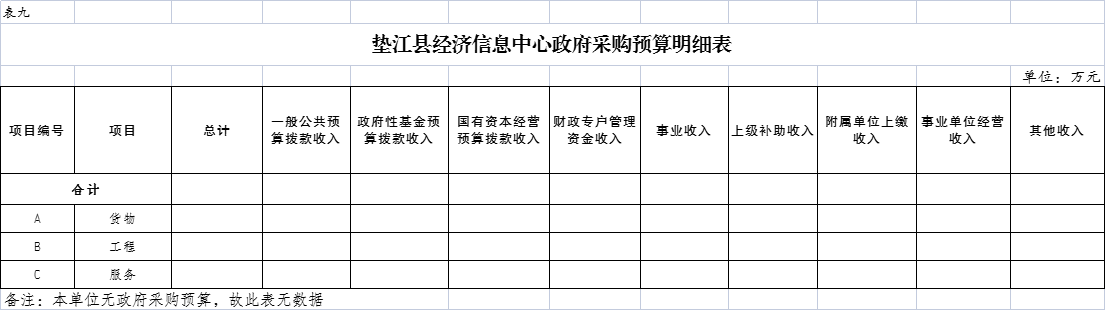 表九
垫江县经济信息中心政府采购预算明细表
单位：万元
项目编号 项目 总计 一般公共预算拨款收入 政府性基金预算拨款收入 国有资本经营预算拨款收入 财政专户管理资金收入 事业收入 上级补助收入 附属单位上缴收入 事业单位经营收入 其他收入
合计
A 货物
B 工程
C 服务
备注：本单位无政府采购预算，故此表无数据